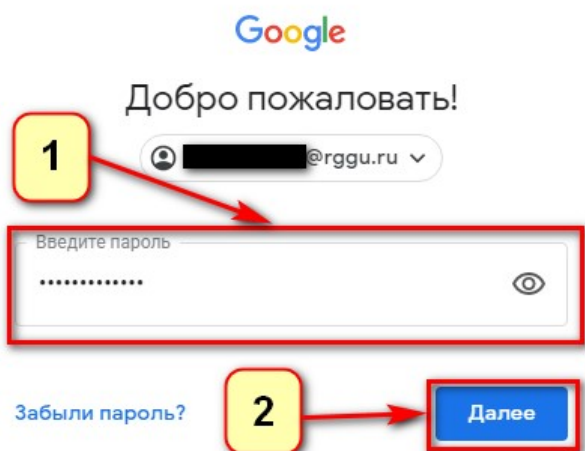 Google
Добро пожаловать!
1
@rggu.ru
Введите пароль
•••••••••••••
Забыли пароль?
2
Далее